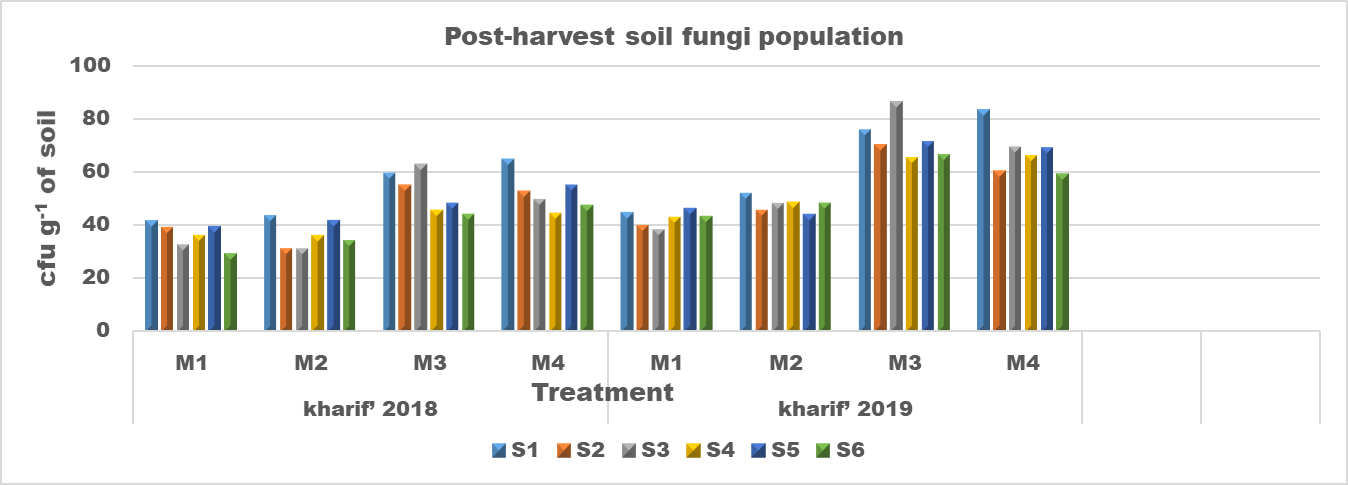 Post-harvest soil fungi population
cfu g-¹ of soil
100
80
60
40
20
0
M1 M2 M3 M4 M1 M2 M3 M4
Treatment
kharif’ 2018 kharif’ 2019
S1 S2 S3 S4 S5 S6